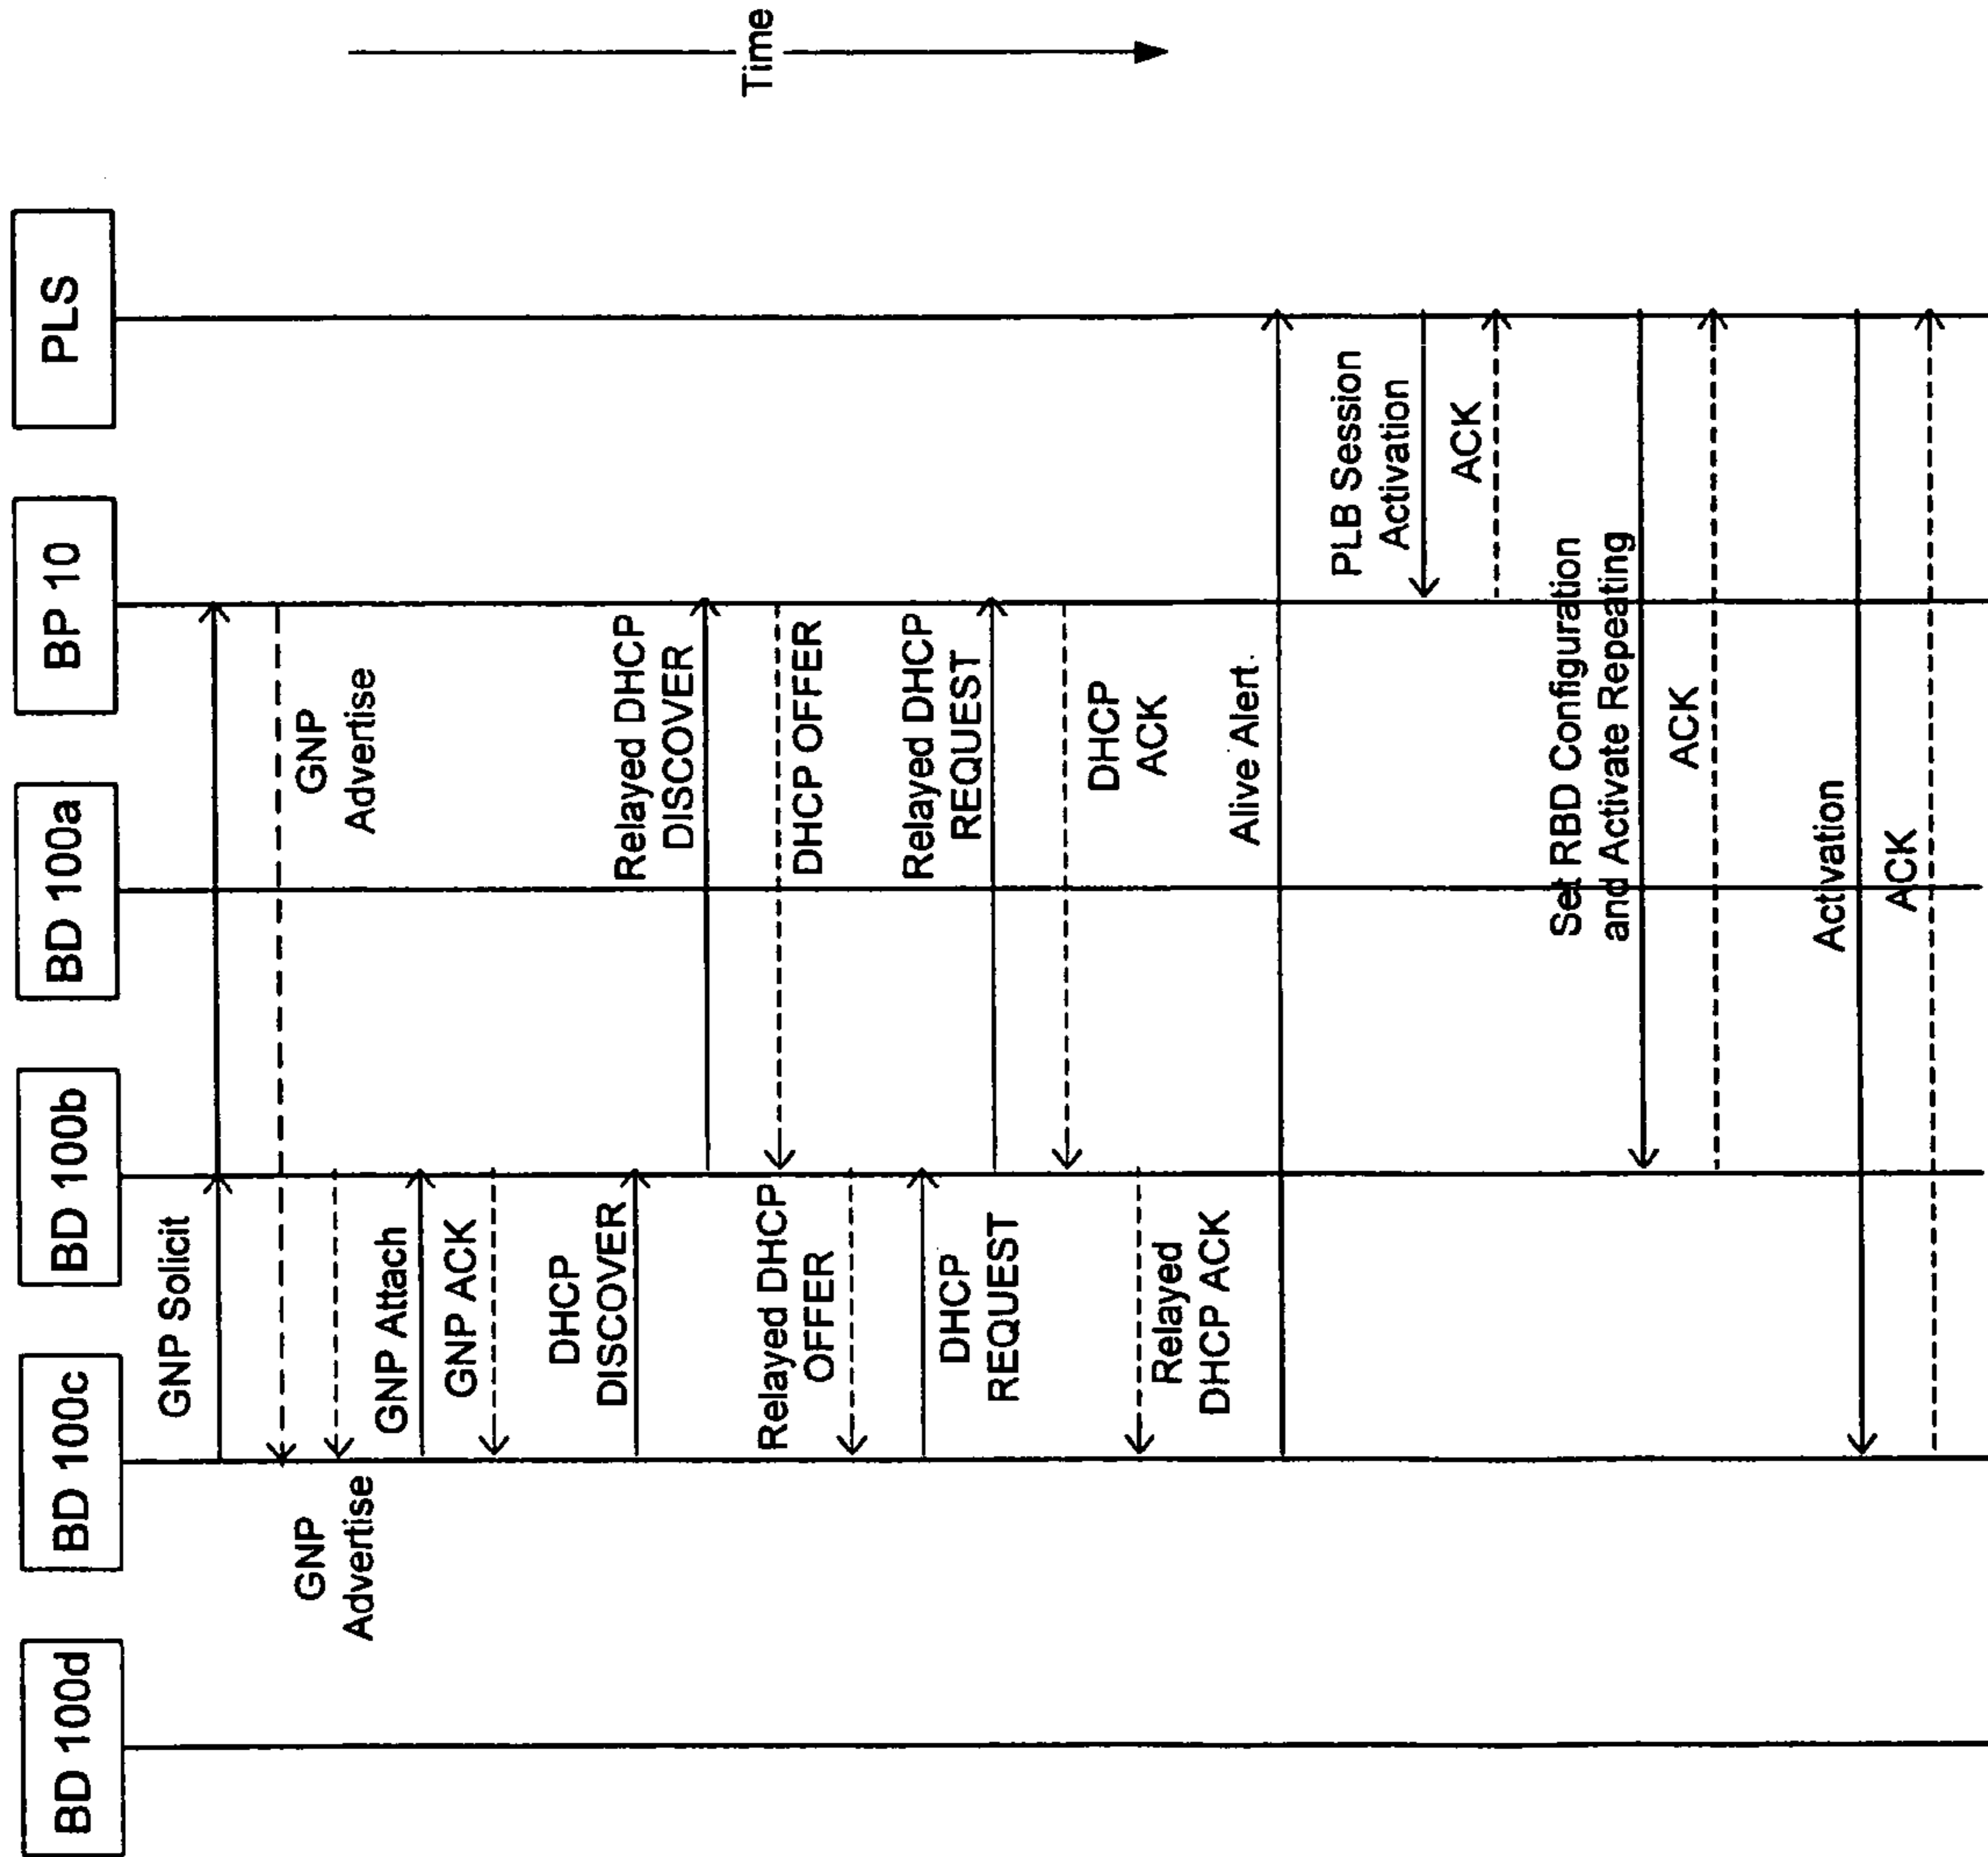 BD 100d
BD 100c
BD 100b
BD 100a
BP 10
PLS
Time
GNP Solicit
GNP
Advertise
GNP
Advertise
GNP Attach
GNP ACK
DHCP
DISCOVER
Relayed DHCP
DISCOVER
DHCP OFFER
Relayed DHCP
OFFER
DHCP
REQUEST
Relayed DHCP
REQUEST
DHCP
ACK
Relayed
DHCP ACK
Alive Alert
PLB Session
Activation
ACK
Set RBD Configuration
and Activate Repeating
ACK
Activation
ACK